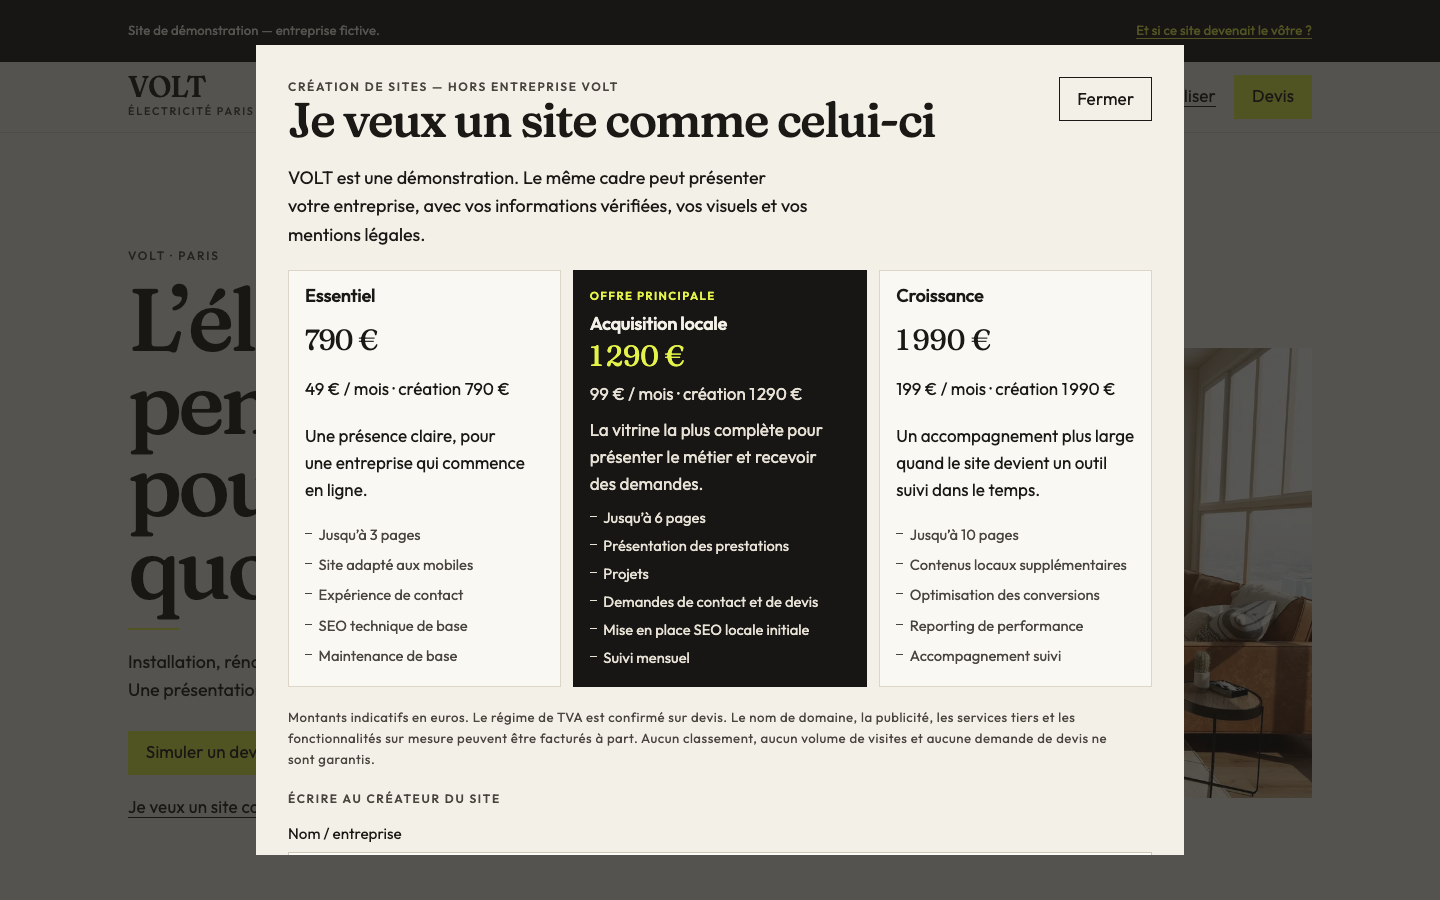 Site de démonstration — entreprise fictive.
Et si ce site devenait le vôtre ?
VOLT
ÉLECTRICITÉ PARIS
Devis
CRÉATION DE SITES — HORS ENTREPRISE VOLT
Je veux un site comme celui-ci
Fermer
VOLT est une démonstration. Le même cadre peut présenter
votre entreprise, avec vos informations vérifiées, vos visuels et vos
mentions légales.
VOLT · PARIS
Essentiel
790 €
49 € / mois · création 790 €
Une présence claire, pour
une entreprise qui commence
en ligne.
– Jusqu’à 3 pages
– Site adapté aux mobiles
– Expérience de contact
– SEO technique de base
– Maintenance de base
OFFRE PRINCIPALE
Acquisition locale
1 290 €
99 € / mois · création 1 290 €
La vitrine la plus complète pour
présenter le métier et recevoir
des demandes.
– Jusqu’à 6 pages
– Présentation des prestations
– Projets
– Demandes de contact et de devis
– Mise en place SEO locale initiale
– Suivi mensuel
Croissance
1 990 €
199 € / mois · création 1 990 €
Un accompagnement plus large
quand le site devient un outil
suivi dans le temps.
– Jusqu’à 10 pages
– Contenus locaux supplémentaires
– Optimisation des conversions
– Reporting de performance
– Accompagnement suivi
Installation,
Une
Simuler un
Je veux un site
Montants indicatifs en euros. Le régime de TVA est confirmé sur devis. Le nom de domaine, la publicité, les services tiers et les
fonctionnalités sur mesure peuvent être facturés à part. Aucun classement, aucun volume de visites et aucune demande de devis ne
sont garantis.
ÉCRIRE AU CRÉATEUR DU SITE
Nom / entreprise